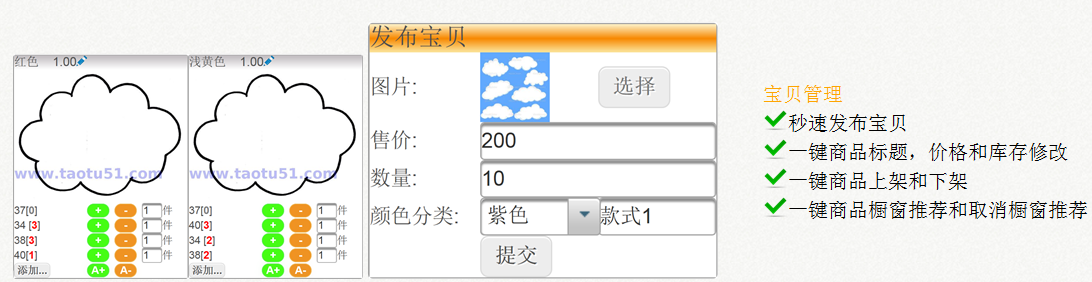 红色 1.00
www.taotu51.com
37[0] + - 1 件
34 [3] + - 1 件
38[3] + - 1 件
40[1] + - 1 件
添加... A+ A-
浅黄色 1.00
www.taotu51.com
37[0] + - 1 件
40[3] + - 1 件
34 [2] + - 1 件
38[2] + - 1 件
添加... A+ A-
发布宝贝
图片: 选择
售价: 200
数量: 10
颜色分类: 紫色 款式1
提交
宝贝管理
秒速发布宝贝
一键商品标题，价格和库存修改
一键商品上架和下架
一键商品橱窗推荐和取消橱窗推荐